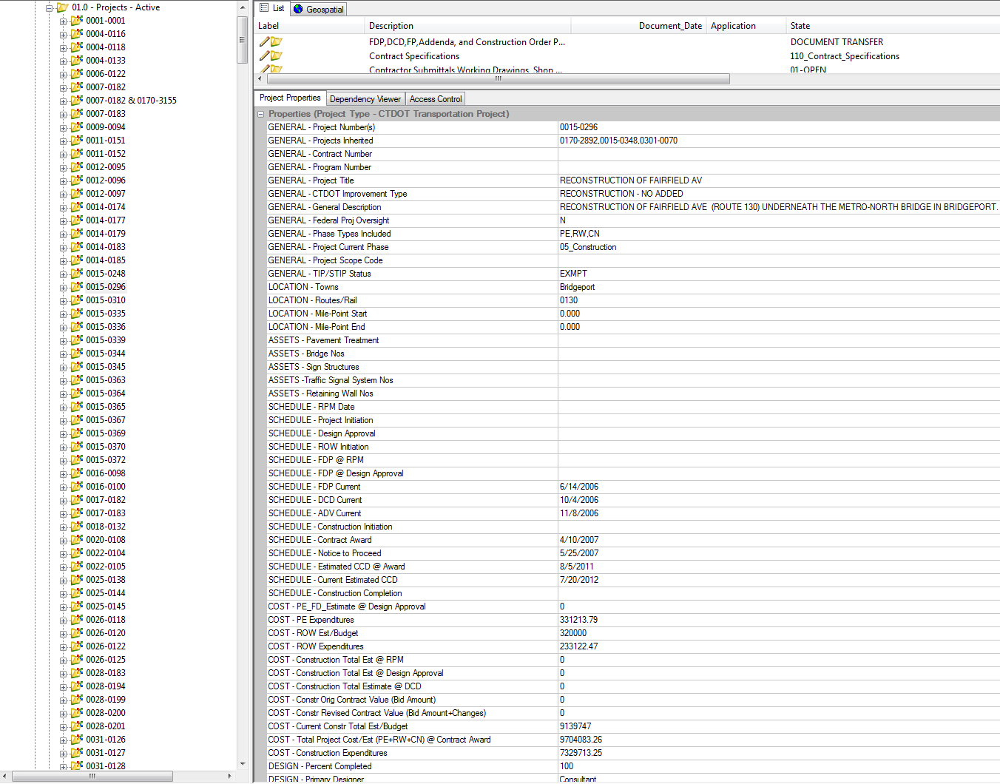 01.0 - Projects - Active
0001-0001
0004-0116
0004-0118
0004-0133
0006-0122
0007-0182
0007-0182 & 0170-3155
0007-0183
0009-0094
0011-0151
0011-0152
0012-0095
0012-0096
0012-0097
0014-0174
0014-0177
0014-0179
0014-0183
0014-0185
0015-0248
0015-0296
0015-0310
0015-0335
0015-0336
0015-0339
0015-0344
0015-0345
0015-0363
0015-0364
0015-0365
0015-0367
0015-0369
0015-0370
0015-0372
0016-0098
0016-0100
0017-0182
0017-0183
0018-0132
0020-0108
0022-0104
0022-0105
0025-0138
0025-0144
0025-0145
0026-0118
0026-0120
0026-0122
0026-0125
0028-0183
0028-0194
0028-0199
0028-0200
0028-0201
0031-0126
0031-0127
0031-0128
List Geospatial
Label Description Document_Date Application State
FDP,DCD,FP,Addenda, and Construction Order P... DOCUMENT TRANSFER
Contract Specifications 110_Contract_Specifications
Contractor Submittals Working Drawings, Shop ... 01-OPEN
Project Properties Dependency Viewer Access Control
Properties (Project Type - CTDOT Transportation Project)
GENERAL - Project Number(s) 0015-0296
GENERAL - Projects Inherited 0170-2892,0015-0348,0301-0070
GENERAL - Contract Number
GENERAL - Program Number
GENERAL - Project Title RECONSTRUCTION OF FAIRFIELD AV
GENERAL - CTDOT Improvement Type RECONSTRUCTION - NO ADDED
GENERAL - General Description RECONSTRUCTION OF FAIRFIELD AVE (ROUTE 130) UNDERNEATH THE METRO-NORTH BRIDGE IN BRIDGEPORT.
GENERAL - Federal Proj Oversight N
GENERAL - Phase Types Included PE,RW,CN
GENERAL - Project Current Phase 05_Construction
GENERAL - Project Scope Code
GENERAL - TIP/STIP Status EXMPT
LOCATION - Towns Bridgeport
LOCATION - Routes/Rail 0130
LOCATION - Mile-Point Start 0.000
LOCATION - Mile-Point End 0.000
ASSETS - Pavement Treatment
ASSETS - Bridge Nos
ASSETS - Sign Structures
ASSETS -Traffic Signal System Nos
ASSETS - Retaining Wall Nos
SCHEDULE - RPM Date
SCHEDULE - Project Initiation
SCHEDULE - Design Approval
SCHEDULE - ROW Initiation
SCHEDULE - FDP @ RPM
SCHEDULE - FDP @ Design Approval
SCHEDULE - FDP Current 6/14/2006
SCHEDULE - DCD Current 10/4/2006
SCHEDULE - ADV Current 11/8/2006
SCHEDULE - Construction Initiation
SCHEDULE - Contract Award 4/10/2007
SCHEDULE - Notice to Proceed 5/25/2007
SCHEDULE - Estimated CCD @ Award 8/5/2011
SCHEDULE - Current Estimated CCD 7/20/2012
SCHEDULE - Construction Completion
COST - PE_FD_Estimate @ Design Approval 0
COST - PE Expenditures 331213.79
COST - ROW Est/Budget 320000
COST - ROW Expenditures 233122.47
COST - Construction Total Est @ RPM 0
COST - Construction Total Est @ Design Approval 0
COST - Constrution Total Estimate @ DCD 0
COST - Constr Orig Contract Value (Bid Amount) 0
COST - Constr Revised Contract Value (Bid Amount+Changes) 0
COST - Current Constr Total Est/Budget 9139747
COST - Total Project Cost/Est (PE+RW+CN) @ Contract Award 9704083.26
COST - Construction Expenditures 7329713.25
DESIGN - Percent Completed 100
DESIGN - Primary Designer Consultant